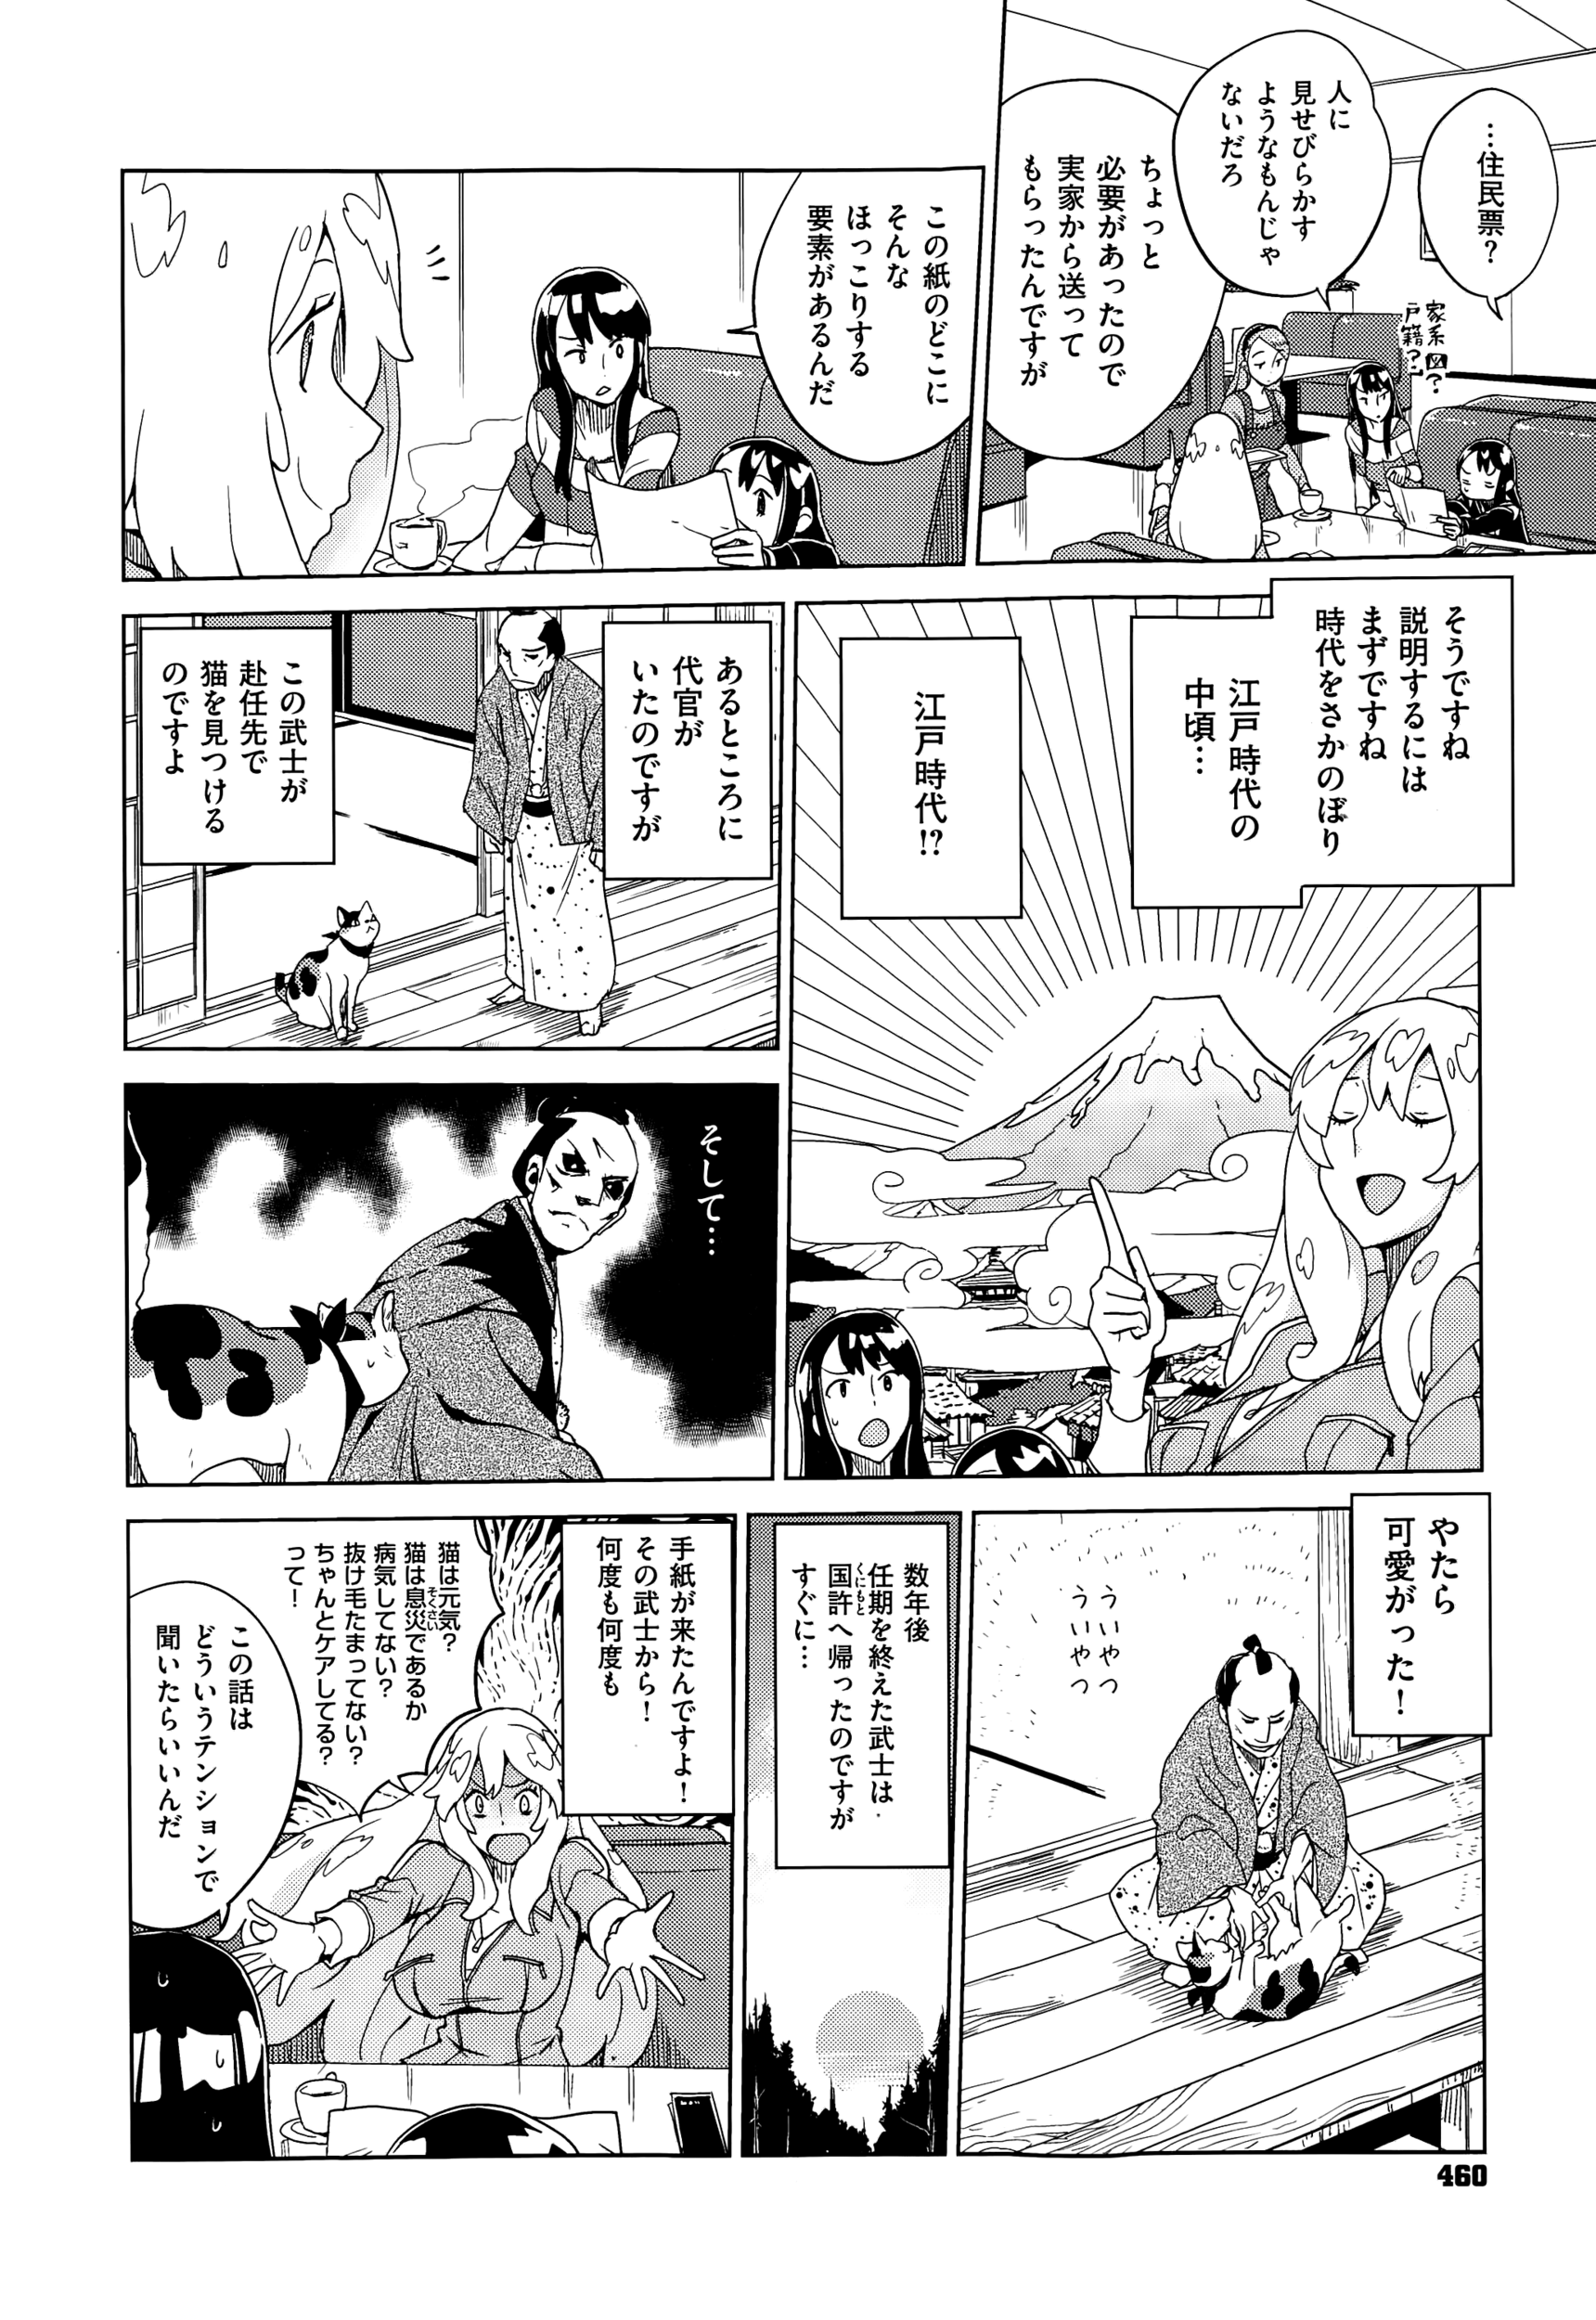 …住民票?
家系図?
戸籍?
人に
見せびらかす
ようなもんじゃ
ないだろ
ちょっと
必要があったので
実家から送って
もらったんですが
この紙のどこに
そんな
ほっこりする
要素があるんだ
そうですね
説明するには
まずですね
時代をさかのぼり
江戸時代の
中頃…
江戸時代!?
あるところに
代官が
いたのですが
この武士が
赴任先で
猫を見つける
のですよ
そして…
やたら
可愛がった!
ういやつ
ういやつ
数年後
任期を終えた武士は
国許へ帰ったのですが
くにもと
すぐに…
手紙が来たんですよ!
その武士から!
何度も何度も
猫は元気?
猫は息災であるか
そくさい
病気してない?
抜け毛たまってない?
ちゃんとケアしてる?
って!
この話は
どういうテンションで
聞いたらいいんだ
460